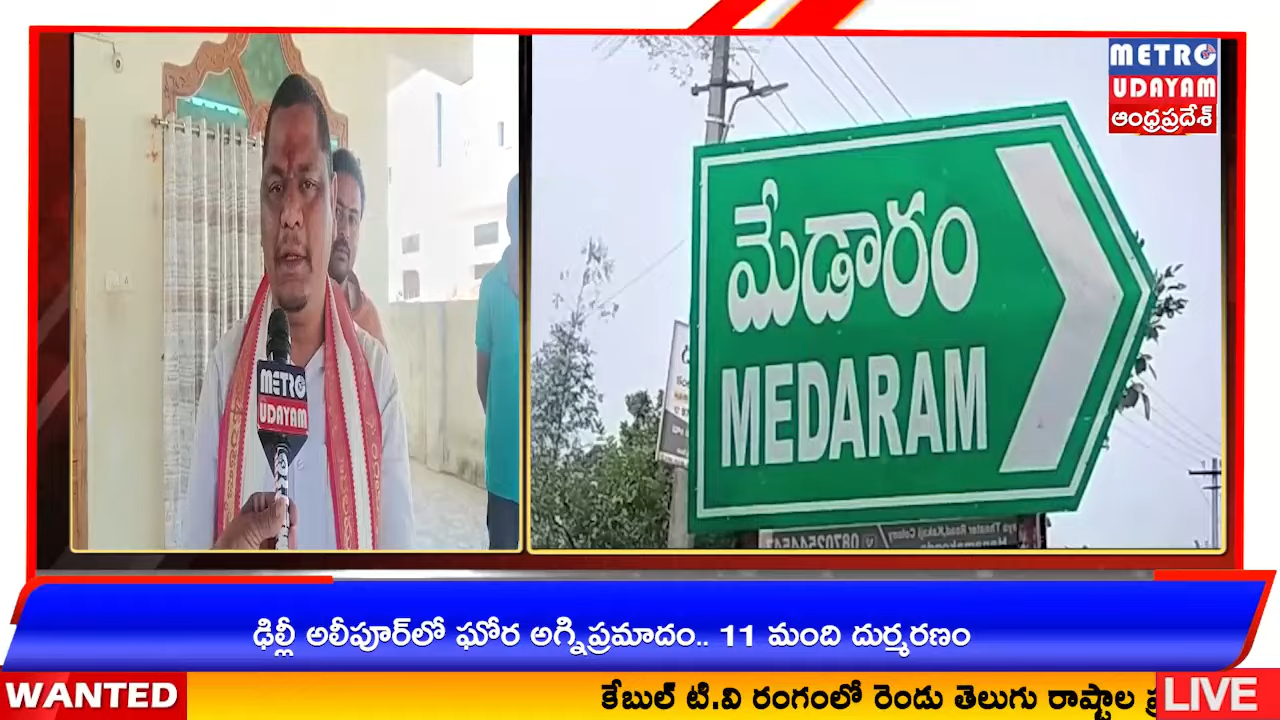 METRO
UDAYAM
ఆంధ్రప్రదేశ్
మేడారం
MEDARAM
METRO
UDAYAM
ఢిల్లీ అలీపూర్‌లో ఘోర అగ్నిప్రమాదం.. 11 మంది దుర్మరణం
WANTED
కేబుల్ టి.వి రంగంలో రెండు తెలుగు రాష్ట్రాల
LIVE